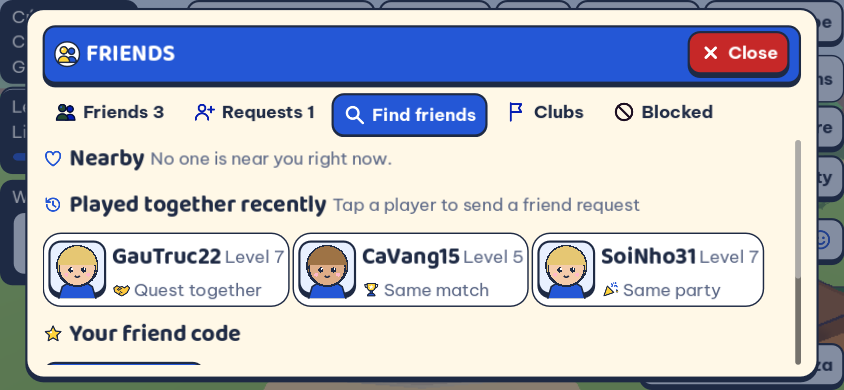 FRIENDS
Close
Friends 3
Requests 1
Find friends
Clubs
Blocked
Nearby No one is near you right now.
Played together recently Tap a player to send a friend request
GauTruc22 Level 7
Quest together
CaVang15 Level 5
Same match
SoiNho31 Level 7
Same party
Your friend code